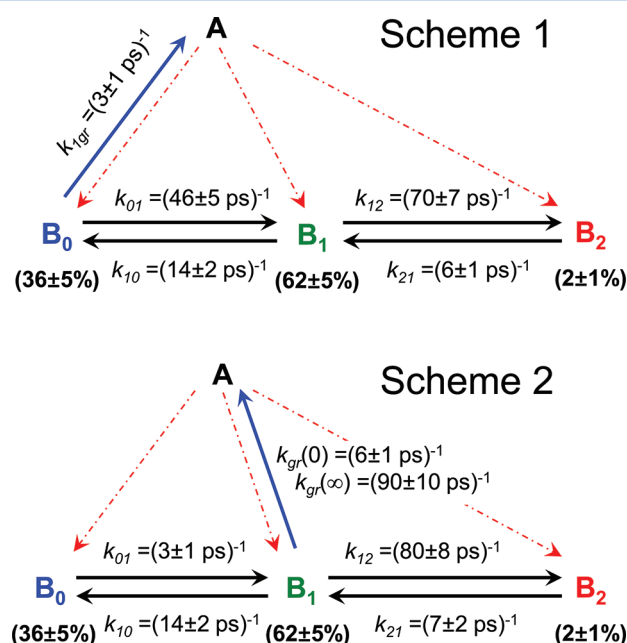 A
Scheme 1
k1gr =(3±1 ps)-1
k01 =(46±5 ps)-1
k12 =(70±7 ps)-1
B0
B1
B2
(36±5%)
k10 =(14±2 ps)-1
(62±5%)
k21 =(6±1 ps)-1
(2±1%)
A
Scheme 2
kgr(0) =(6±1 ps)-1
kgr(∞) =(90±10 ps)-1
k01 =(3±1 ps)-1
k12 =(80±8 ps)-1
B0
B1
B2
(36±5%)
k10 =(14±2 ps)-1
(62±5%)
k21 =(7±2 ps)-1
(2±1%)